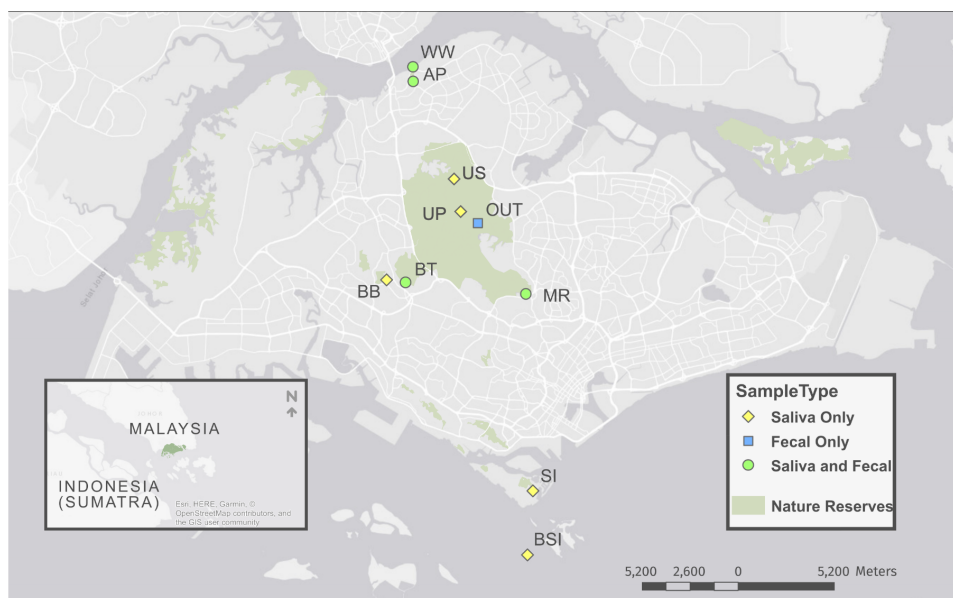 WW
AP
US
UP
OUT
BT
BB
MR
SI
BSI
N
MALAYSIA
INDONESIA
(SUMATRA)
Esri, HERE, Garmin, ©
OpenStreetMap contributors, and
the GIS user community
SampleType
Saliva Only
Fecal Only
Saliva and Fecal
Nature Reserves
5,200 2,600 0 5,200 Meters